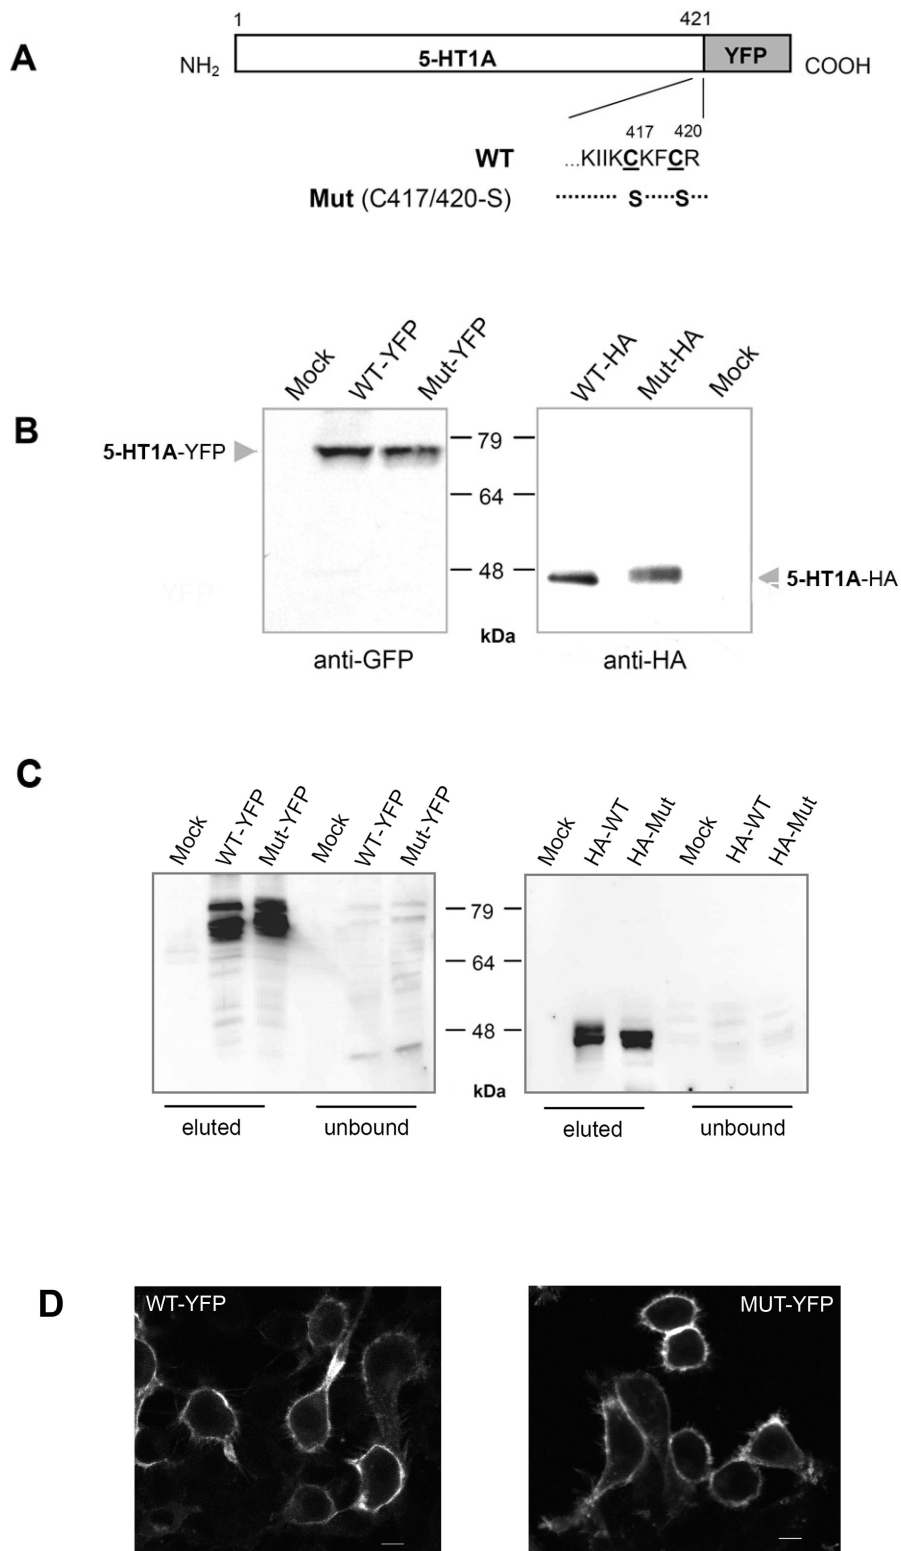 A
1 421
NH₂ 5-HT1A YFP COOH
417 420
WT ...KIIKCKFCR
Mut (C417/420-S) S S
B
Mock WT-YFP Mut-YFP WT-HA Mut-HA Mock
5-HT1A-YFP 79
64
48 5-HT1A-HA
YFP
kDa
anti-GFP anti-HA
C
Mock WT-YFP Mut-YFP Mock WT-YFP Mut-YFP Mock HA-WT HA-Mut Mock HA-WT HA-Mut
79
64
48
kDa
eluted unbound eluted unbound
D
WT-YFP MUT-YFP